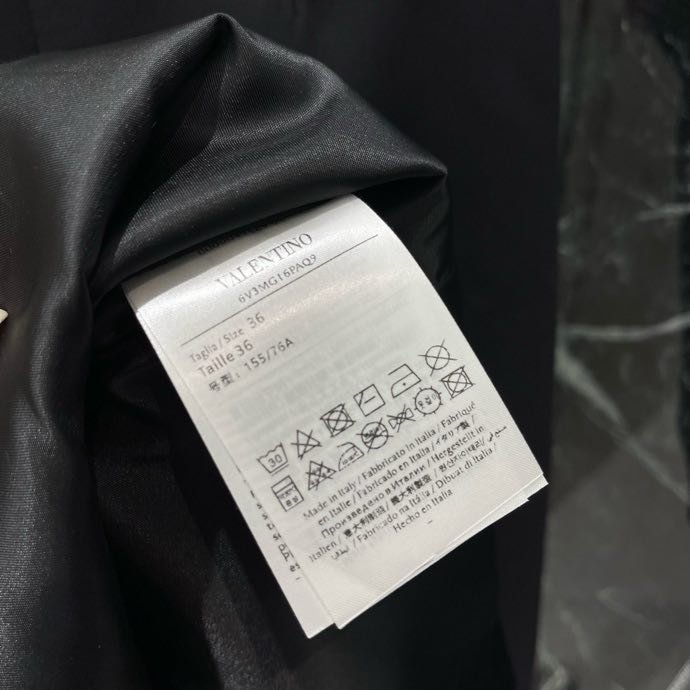 VALENTINO
6V3MG16PAQ9
Taglia / Size 36
Taille 36
号型: 155/76A
30
Made in Italy / Fabbricato in Italia / Fabriqué
en Italie / Fabricado en Italia / イタリア製 /
Произведено в Италии / Hergestellt in
Italien / 意大利制造 / 義大利製造 /
/ Fabricado na Itália / Dibuat di Italia /
Hecho en Italia